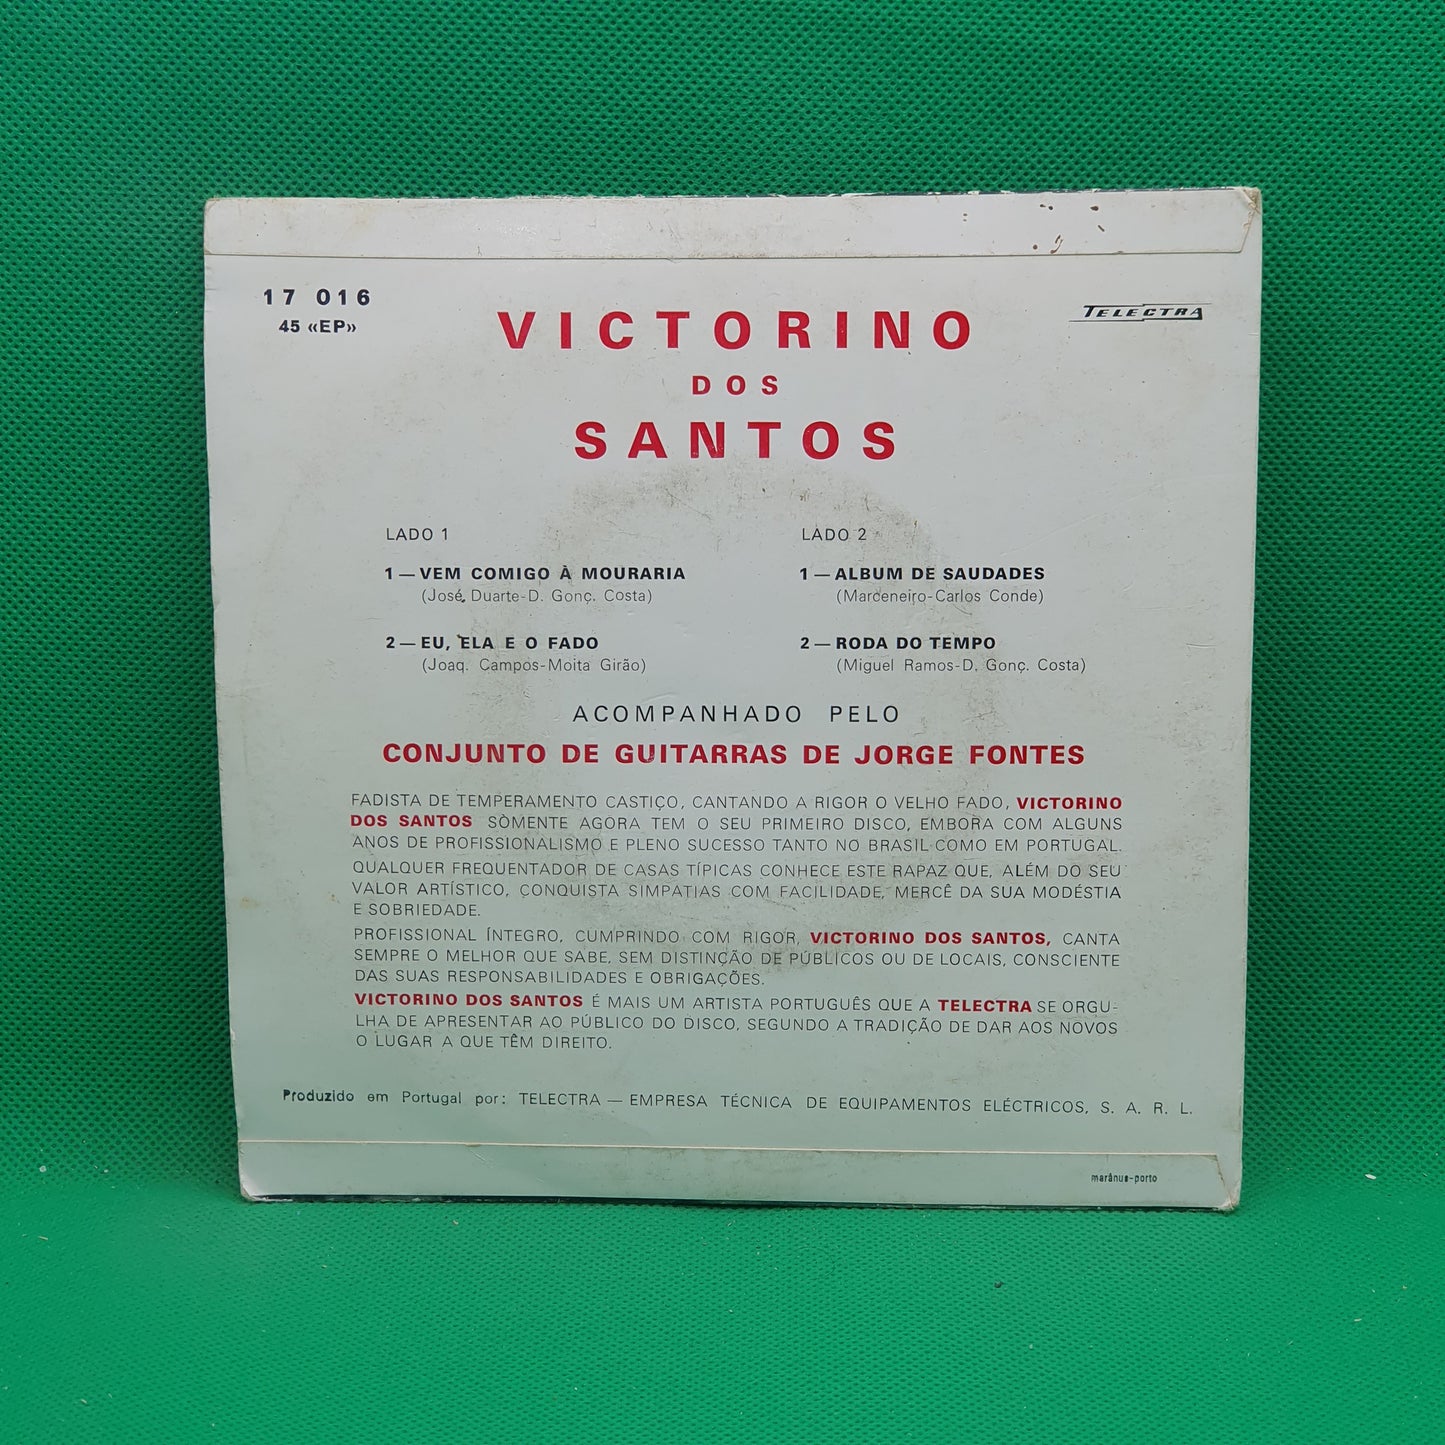 17 016
45 «EP»
TELECTRA
VICTORINO
DOS
SANTOS
LADO 1
1 — VEM COMIGO À MOURARIA
(José Duarte-D. Gonç. Costa)
2 — EU, ELA E O FADO
(Joaq. Campos-Moita Girão)
LADO 2
1 — ALBUM DE SAUDADES
(Marceneiro-Carlos Conde)
2 — RODA DO TEMPO
(Miguel Ramos-D. Gonç. Costa)
ACOMPANHADO PELO
CONJUNTO DE GUITARRAS DE JORGE FONTES
FADISTA DE TEMPERAMENTO CASTIÇO, CANTANDO A RIGOR O VELHO FADO, VICTORINO
DOS SANTOS SÒMENTE AGORA TEM O SEU PRIMEIRO DISCO, EMBORA COM ALGUNS
ANOS DE PROFISSIONALISMO E PLENO SUCESSO TANTO NO BRASIL COMO EM PORTUGAL.
QUALQUER FREQUENTADOR DE CASAS TÍPICAS CONHECE ESTE RAPAZ QUE, ALÉM DO SEU
VALOR ARTÍSTICO, CONQUISTA SIMPATIAS COM FACILIDADE, MERCÊ DA SUA MODÉSTIA
E SOBRIEDADE.
PROFISSIONAL ÍNTEGRO, CUMPRINDO COM RIGOR, VICTORINO DOS SANTOS, CANTA
SEMPRE O MELHOR QUE SABE, SEM DISTINÇÃO DE PÚBLICOS OU DE LOCAIS, CONSCIENTE
DAS SUAS RESPONSABILIDADES E OBRIGAÇÕES.
VICTORINO DOS SANTOS É MAIS UM ARTISTA PORTUGUÊS QUE A TELECTRA SE ORGU-
LHA DE APRESENTAR AO PÚBLICO DO DISCO, SEGUNDO A TRADIÇÃO DE DAR AOS NOVOS
O LUGAR A QUE TÊM DIREITO.
Produzido em Portugal por: TELECTRA — EMPRESA TÉCNICA DE EQUIPAMENTOS ELÉCTRICOS, S. A. R. L.
marânus-porto